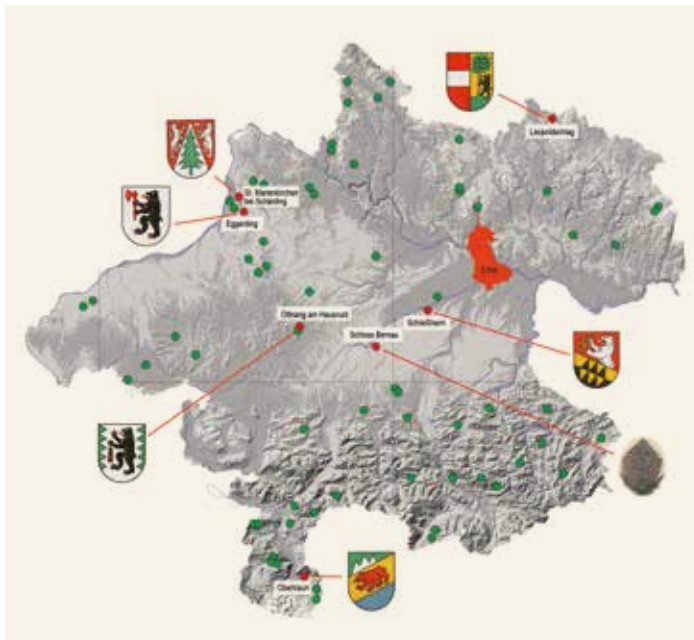 Leopoldschlag
St. Marienkirchen
bei Schärding
Eggerding
Linz
Ottnang am Hausruck
Schleißheim
Schloss Bernau
Obertraun